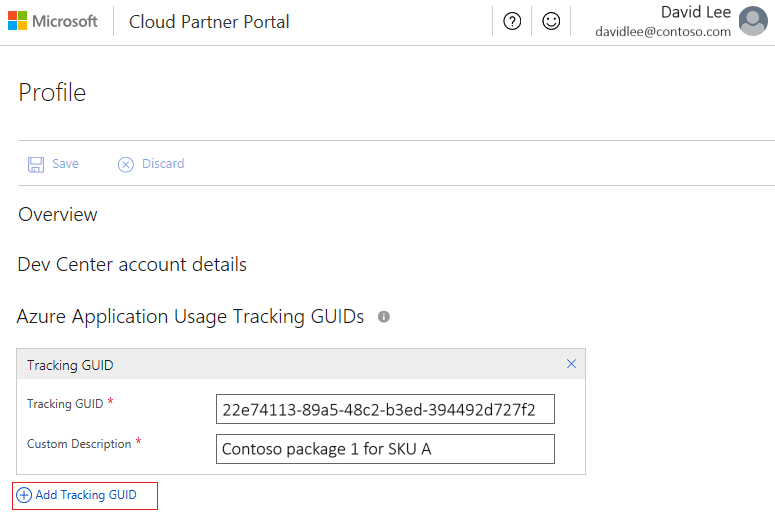 Microsoft Cloud Partner Portal
David Lee
davidlee@contoso.com
Profile
Save Discard
Overview
Dev Center account details
Azure Application Usage Tracking GUIDs
Tracking GUID
Tracking GUID * 22e74113-89a5-48c2-b3ed-394492d727f2
Custom Description * Contoso package 1 for SKU A
Add Tracking GUID